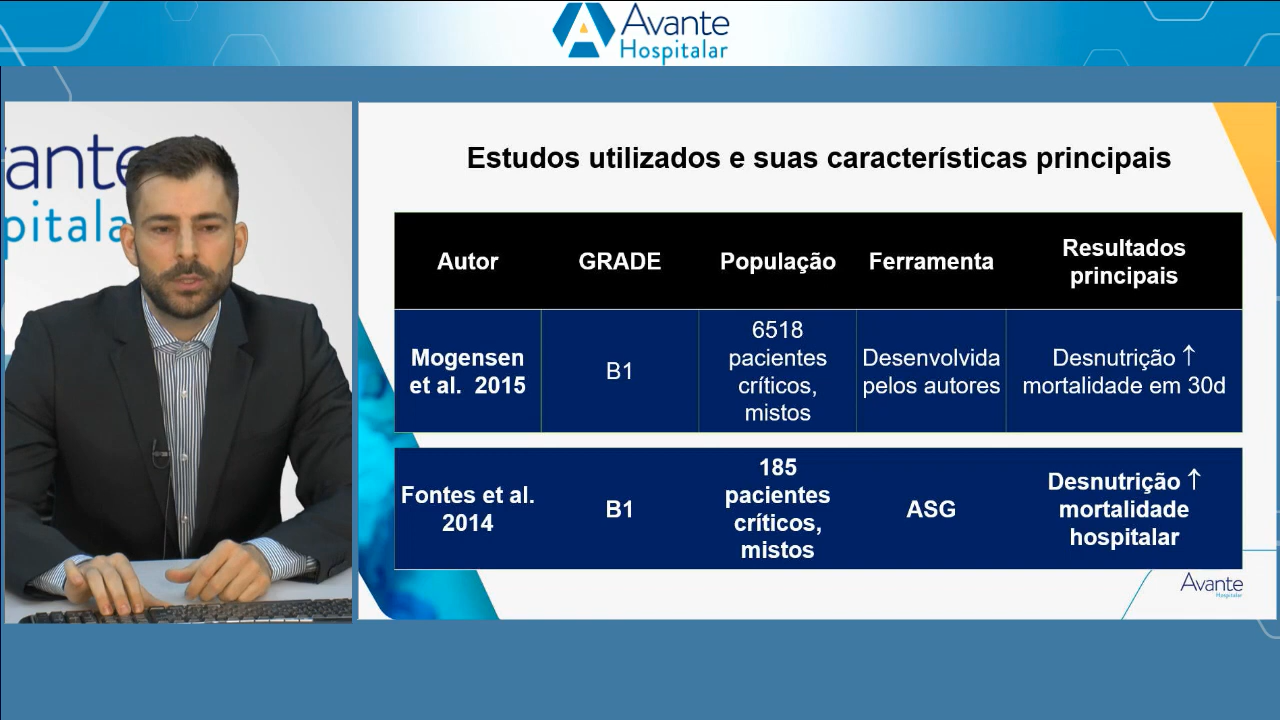 Avante
Hospitalar
vante
pitala
Estudos utilizados e suas características principais
Autor
GRADE
População
Ferramenta
Resultados
principais
Mogensen
et al. 2015
B1
6518
pacientes
críticos,
mistos
Desenvolvida
pelos autores
Desnutrição ↑
mortalidade em 30d
Fontes et al.
2014
B1
185
pacientes
críticos,
mistos
ASG
Desnutrição ↑
mortalidade
hospitalar
Avante
Hospitalar